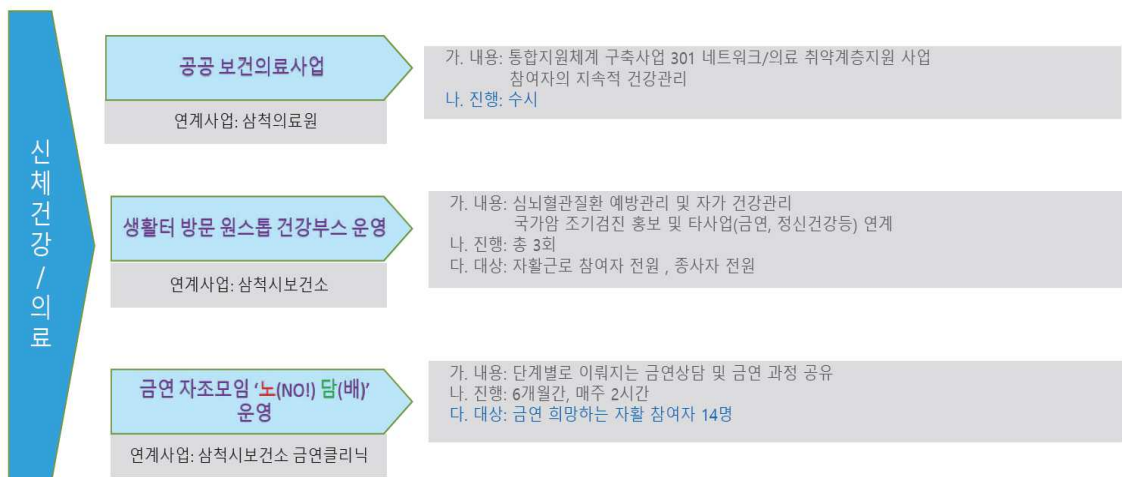 신체건강/의료
공공 보건의료사업
연계사업: 삼척의료원
가. 내용: 통합지원체계 구축사업 301 네트워크/의료 취약계층지원 사업
참여자의 지속적 건강관리
나. 진행: 수시
생활터 방문 원스톱 건강부스 운영
연계사업: 삼척시보건소
가. 내용: 심뇌혈관질환 예방관리 및 자가 건강관리
국가암 조기검진 홍보 및 타사업(금연, 정신건강등) 연계
나. 진행: 총 3회
다. 대상: 자활근로 참여자 전원 , 종사자 전원
금연 자조모임 ‘노(NO!) 담(배)’
운영
연계사업: 삼척시보건소 금연클리닉
가. 내용: 단계별로 이뤄지는 금연상담 및 금연 과정 공유
나. 진행: 6개월간, 매주 2시간
다. 대상: 금연 희망하는 자활 참여자 14명